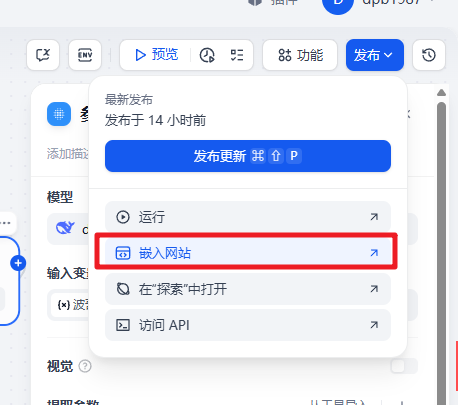 插件
dpb1987
ENV
预览
功能
发布
最新发布
发布于 14 小时前
发布更新 ⌘ ⇧ P
添加描
模型
运行
嵌入网站
输入变
在“探索”中打开
(x) 波
访问 API
视觉